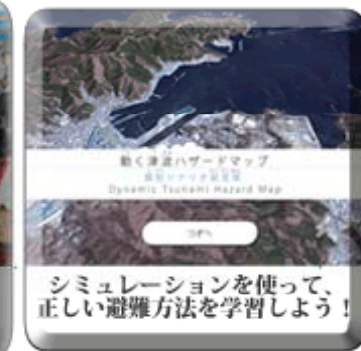 動く津波ハザードマップ
Dynamic Tsunami Hazard Map
つぎへ
シミュレーションを使って、
正しい避難方法を学習しよう!